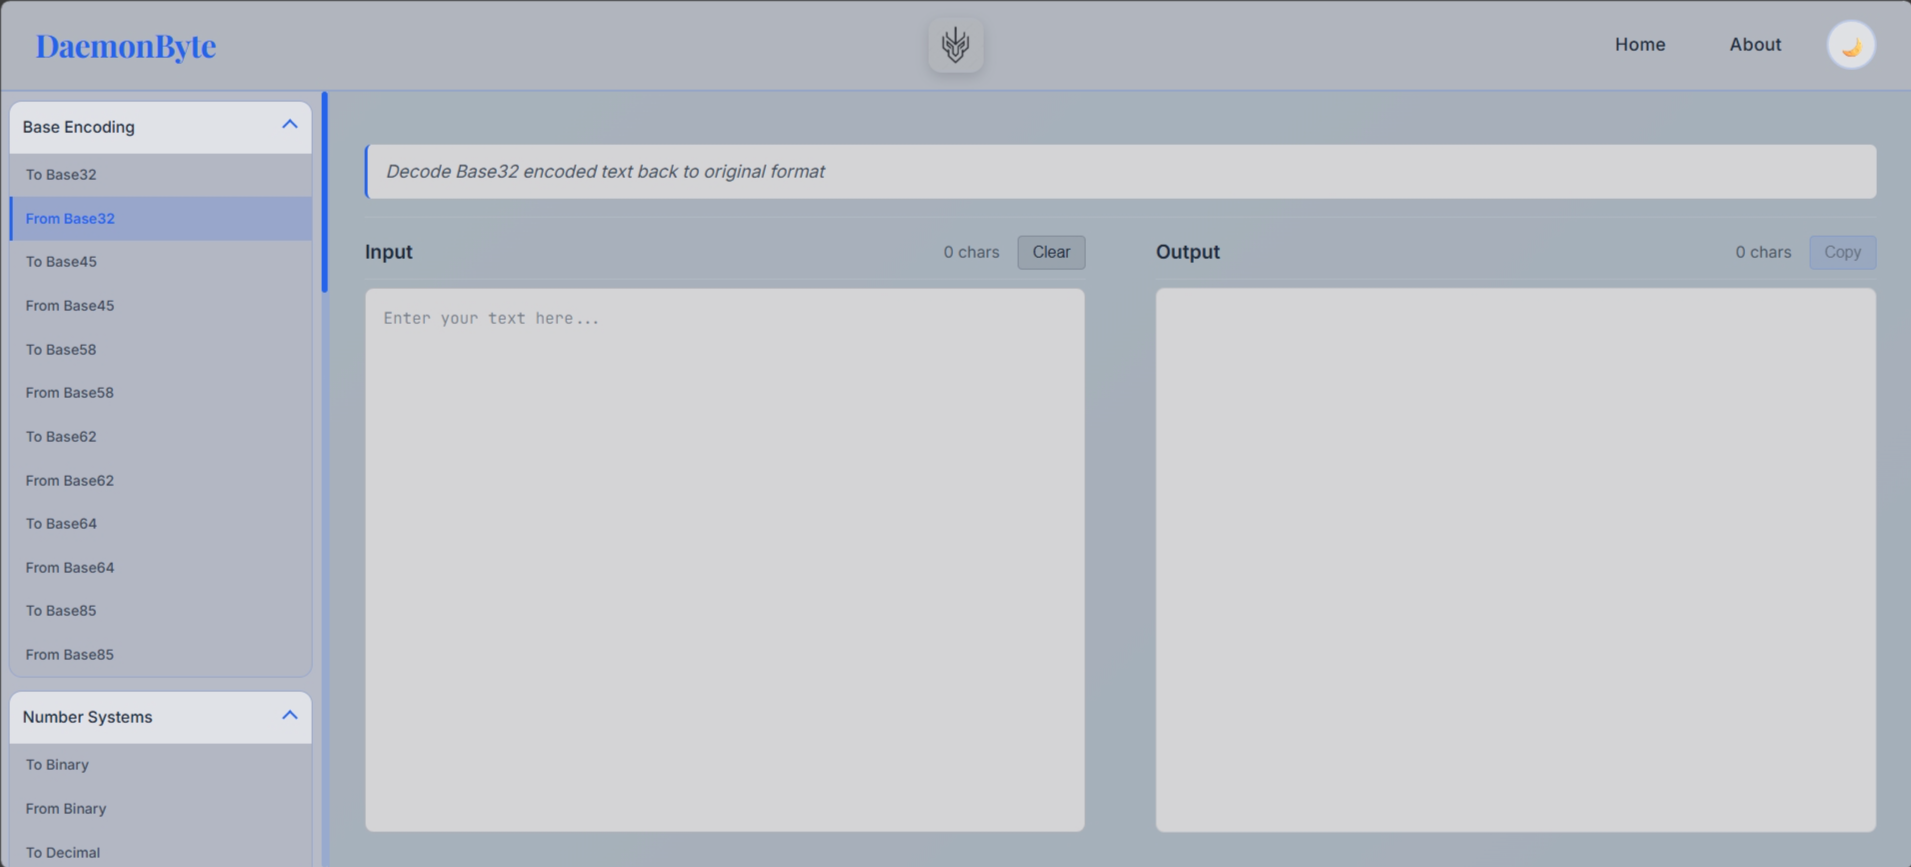 DaemonByte
Home
About
Base Encoding
To Base32
From Base32
To Base45
From Base45
To Base58
From Base58
To Base62
From Base62
To Base64
From Base64
To Base85
From Base85
Number Systems
To Binary
From Binary
To Decimal
Decode Base32 encoded text back to original format
Input
0 chars
Clear
Enter your text here...
Output
0 chars
Copy